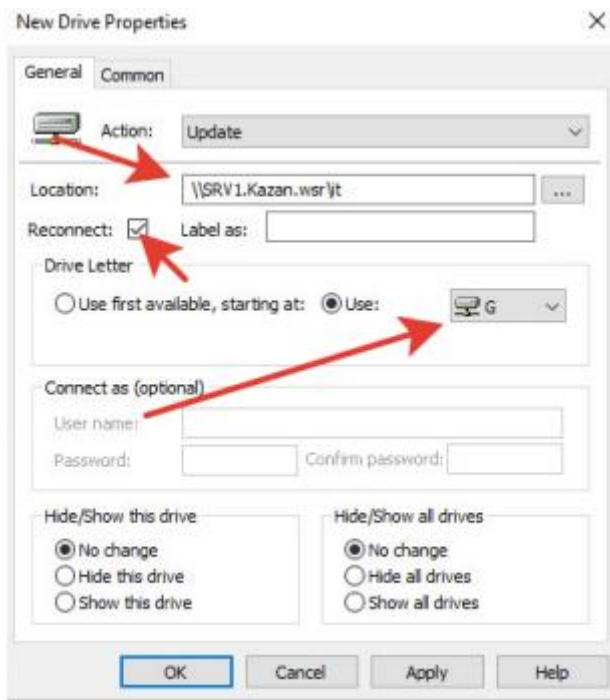 New Drive Properties
General Common
Action: Update
Location: \\SRV1.Kazan.wsr\it
...
Reconnect: Label as:
Drive Letter
Use first available, starting at: Use: G
Connect as (optional)
User name:
Password: Confirm password:
Hide/Show this drive Hide/Show all drives
No change No change
Hide this drive Hide all drives
Show this drive Show all drives
OK Cancel Apply Help